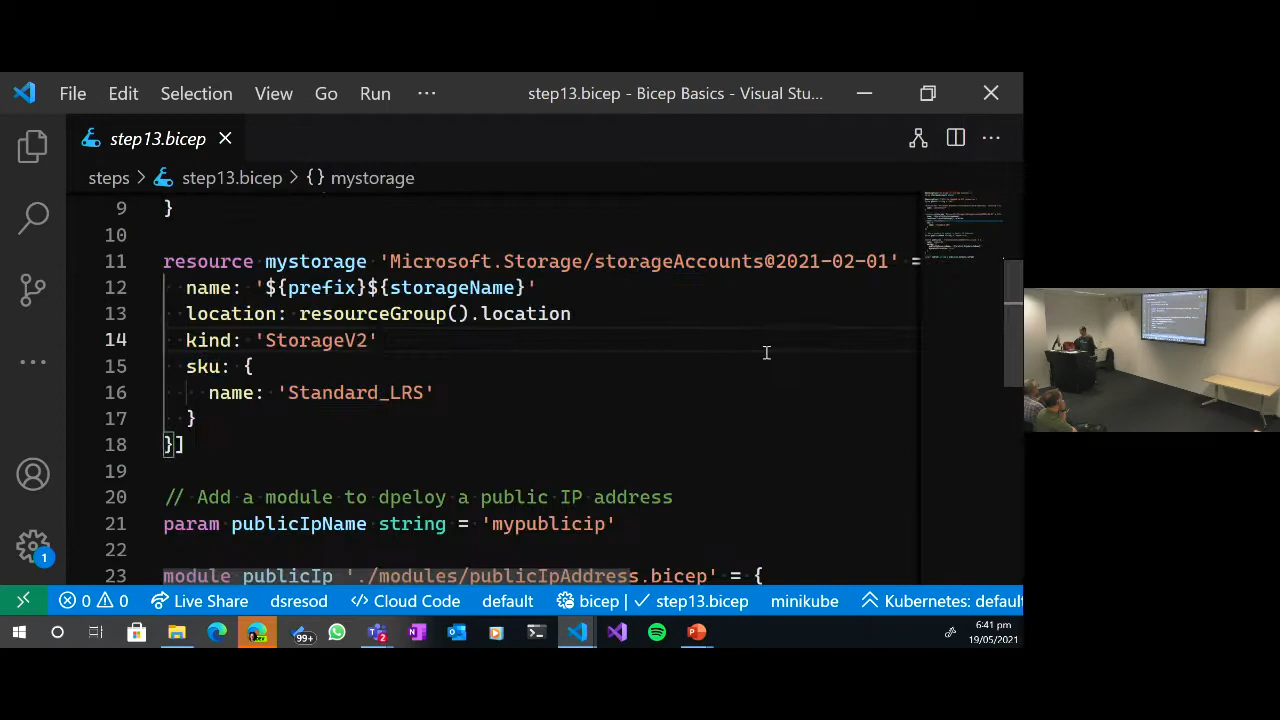 File Edit Selection View Go Run ··· step13.bicep - Bicep Basics - Visual Stu...
step13.bicep
steps > step13.bicep > {} mystorage
9 }
10
11 resource mystorage 'Microsoft.Storage/storageAccounts@2021-02-01' =
12 name: '${prefix}${storageName}'
13 location: resourceGroup().location
14 kind: 'StorageV2'
15 sku: {
16 name: 'Standard_LRS'
17 }
18 }]
19
20 // Add a module to dpeloy a public IP address
21 param publicIpName string = 'mypublicip'
22
23 module publicIp './modules/publicIpAddress.bicep' = {
1
0 0 Live Share dsresod Cloud Code default bicep | step13.bicep minikube Kubernetes: default
DEV 99+ 2
6:41 pm
19/05/2021